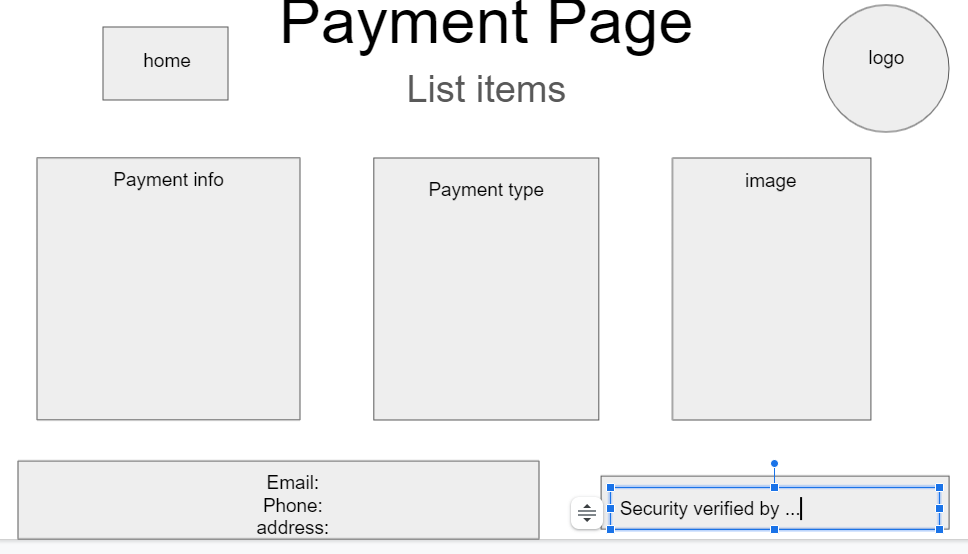 Payment Page
home
logo
List items
Payment info
Payment type
image
Email:
Phone:
address:
Security verified by ...